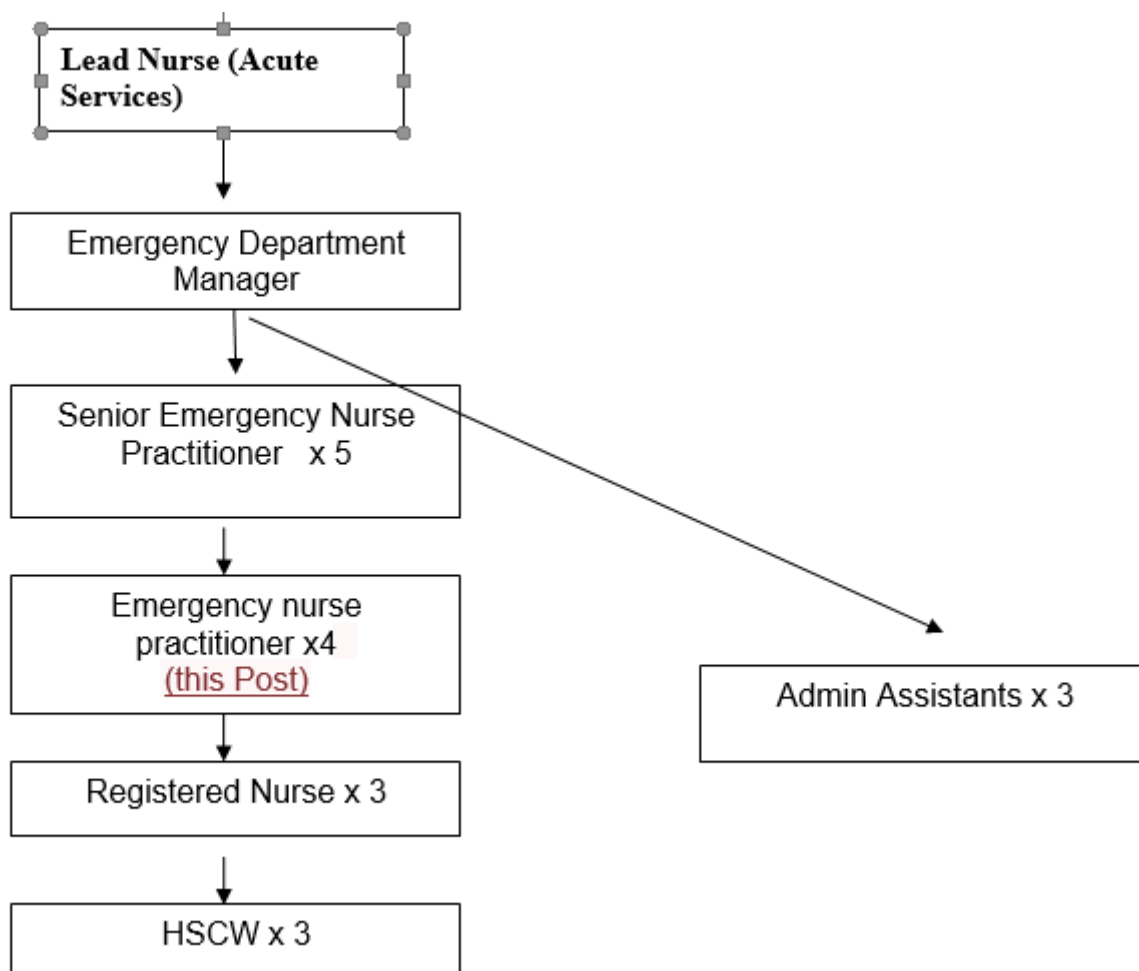 Lead Nurse (Acute
Services)
Emergency Department
Manager
Senior Emergency Nurse
Practitioner   x 5
Emergency nurse
practitioner x4
(this Post)
Admin Assistants x 3
Registered Nurse x 3
HSCW x 3